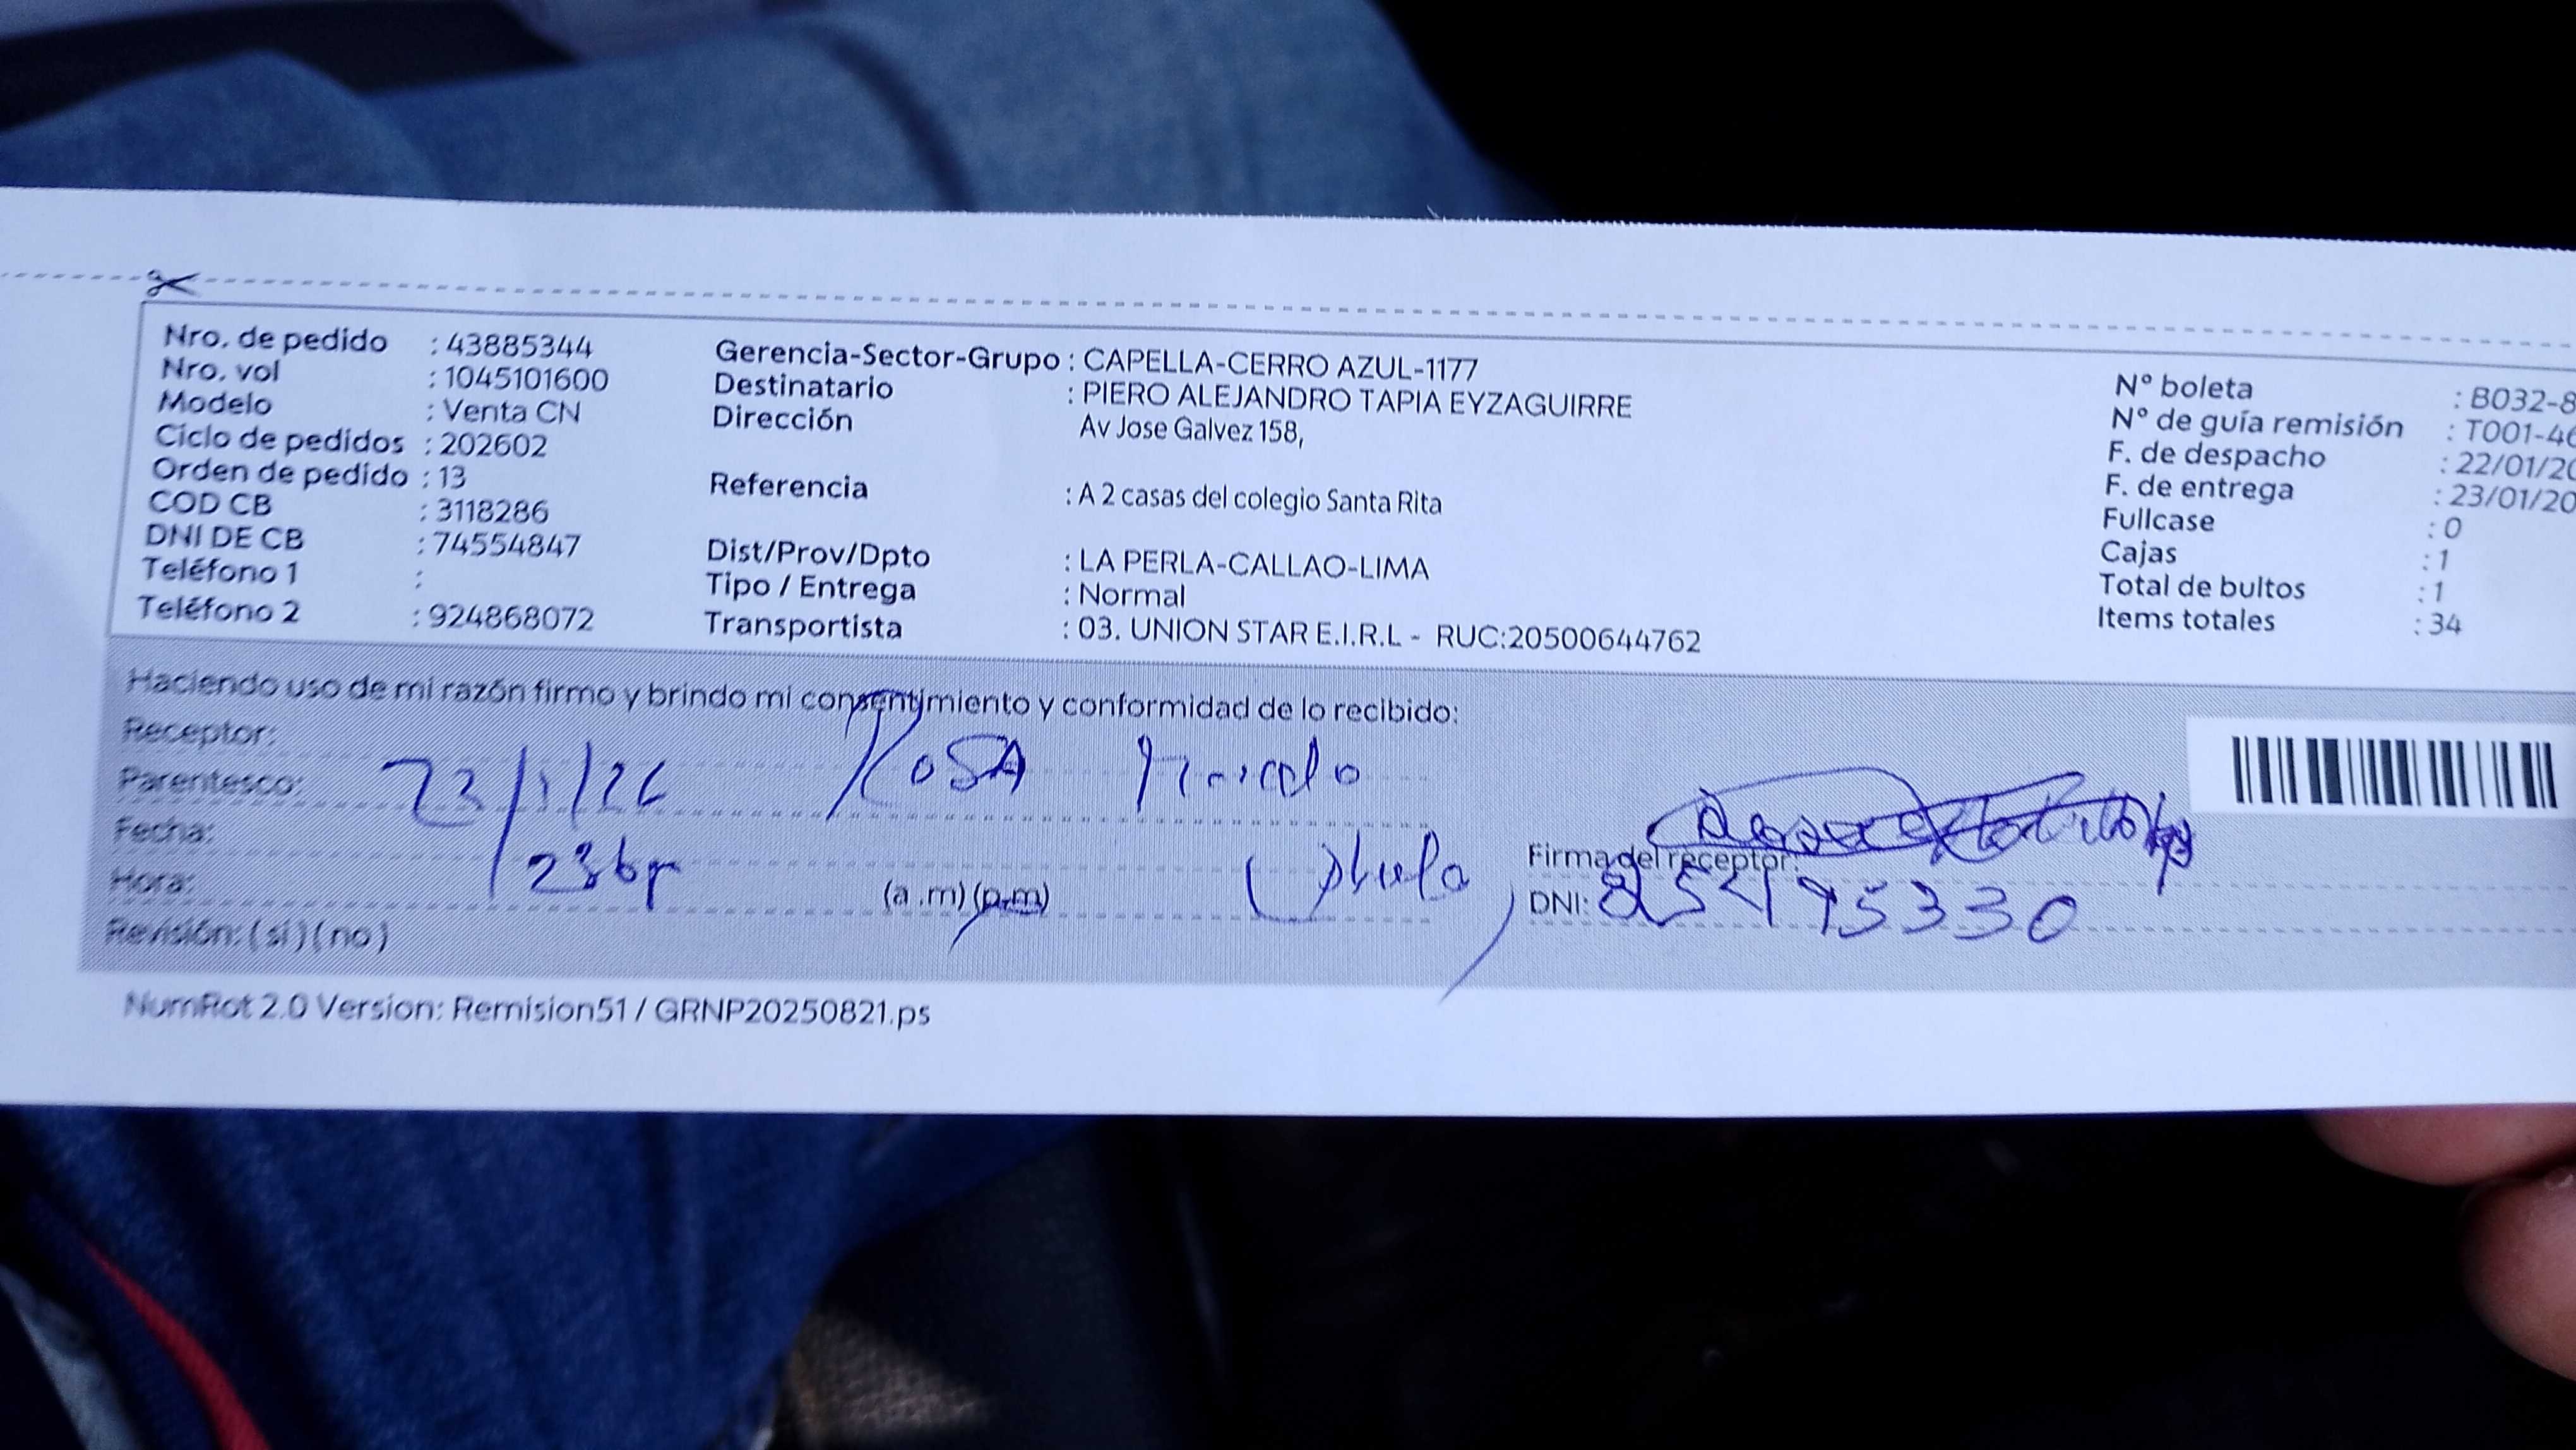 Nro. de pedido : 43885344
Nro. vol : 1045101600
Modelo : Venta CN
Ciclo de pedidos : 202602
Orden de pedido : 13
COD CB : 3118286
DNI DE CB : 74554847
Teléfono 1 :
Teléfono 2 : 924868072
Gerencia-Sector-Grupo : CAPELLA-CERRO AZUL-1177
Destinatario : PIERO ALEJANDRO TAPIA EYZAGUIRRE
Dirección Av Jose Galvez 158,
Referencia : A 2 casas del colegio Santa Rita
Dist/Prov/Dpto : LA PERLA-CALLAO-LIMA
Tipo / Entrega : Normal
Transportista : 03. UNION STAR E.I.R.L - RUC:20500644762
N° boleta : B032-8
N° de guía remisión : T001-46
F. de despacho : 22/01/20
F. de entrega : 23/01/20
Fullcase : 0
Cajas : 1
Total de bultos : 1
Items totales : 34
Haciendo uso de mi razón firmo y brindo mi consentimiento y conformidad de lo recibido:
Receptor:
Parentesco: 23/1/26 ROSA
Fecha:
Hora: (a .m) (p.m)
Revisión: ( si ) ( no )
Firma del receptor:
DNI:
NumRot 2.0 Version: Remision51 / GRNP20250821.ps